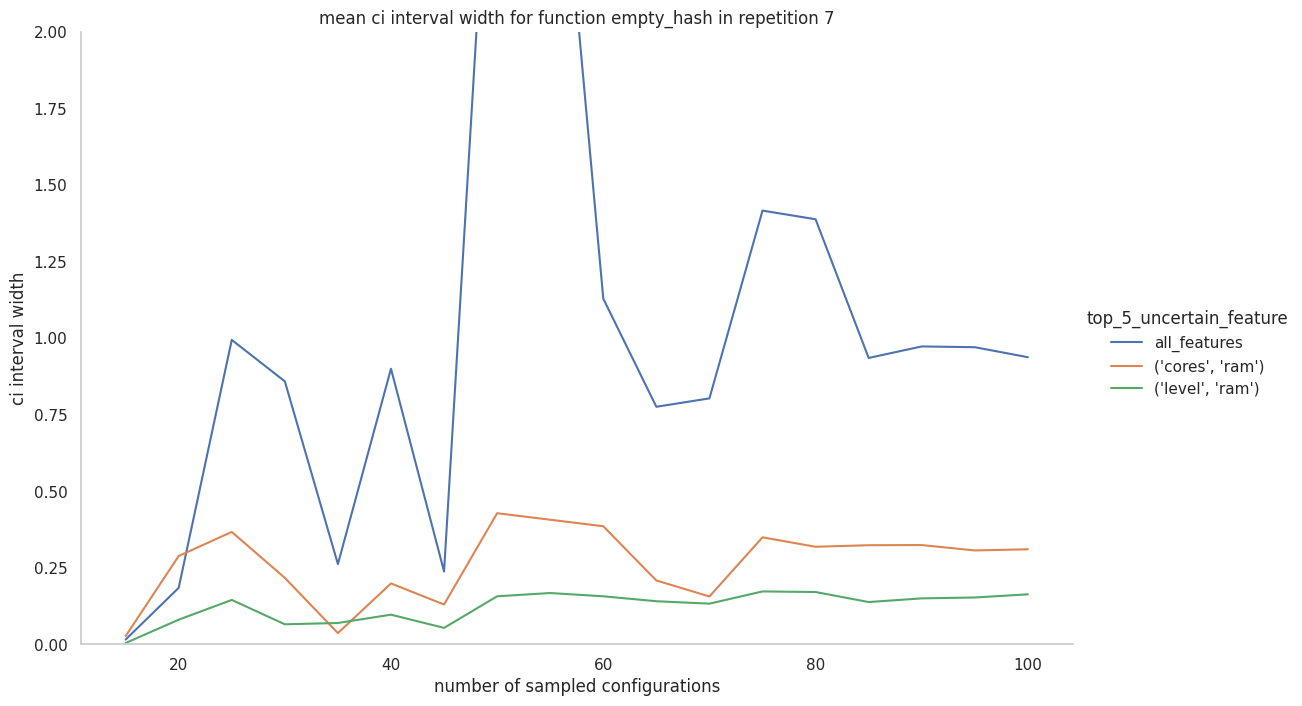 mean ci interval width for function empty_hash in repetition 7
2.00
1.75
1.50
1.25
1.00
0.75
0.50
0.25
0.00
ci interval width
20
40
60
80
100
number of sampled configurations
top_5_uncertain_feature
all_features
('cores', 'ram')
('level', 'ram')